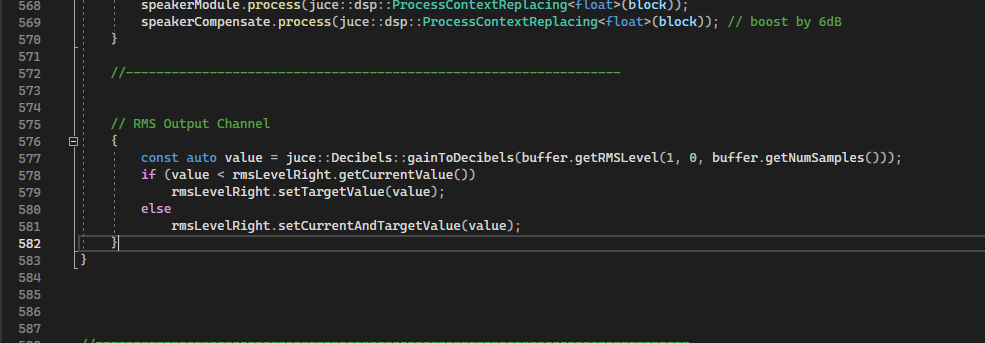 568 speakerModule.process(juce::dsp::ProcessContextReplacing<float>(block));
569 speakerCompensate.process(juce::dsp::ProcessContextReplacing<float>(block)); // boost by 6dB
570 }
571
572 //-----------------------------------------------------------------
573
574
575 // RMS Output Channel
576 {
577 const auto value = juce::Decibels::gainToDecibels(buffer.getRMSLevel(1, 0, buffer.getNumSamples()));
578 if (value < rmsLevelRight.getCurrentValue())
579 rmsLevelRight.setTargetValue(value);
580 else
581 rmsLevelRight.setCurrentAndTargetValue(value);
582 }
583 }
584
585
586
587